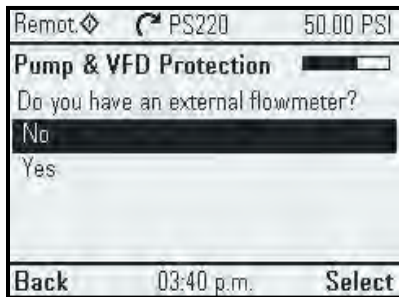 Remot. PS220 50.00 PSI
Pump & VFD Protection
Do you have an external flowmeter?
No
Yes
Back 03:40 p.m. Select